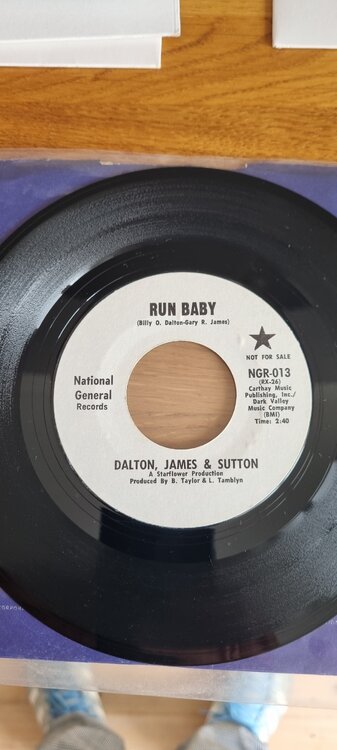 RUN BABY
(Billy O. Dalton-Gary R. James)
NOT FOR SALE
National
General
Records
NGR-013
(RX-26)
Carthay Music
Publishing, Inc./
Dark Valley
Music Company
(BMI)
Time: 2:40
DALTON, JAMES & SUTTON
A Starflower Production
Produced By B. Taylor & L. Tamblyn